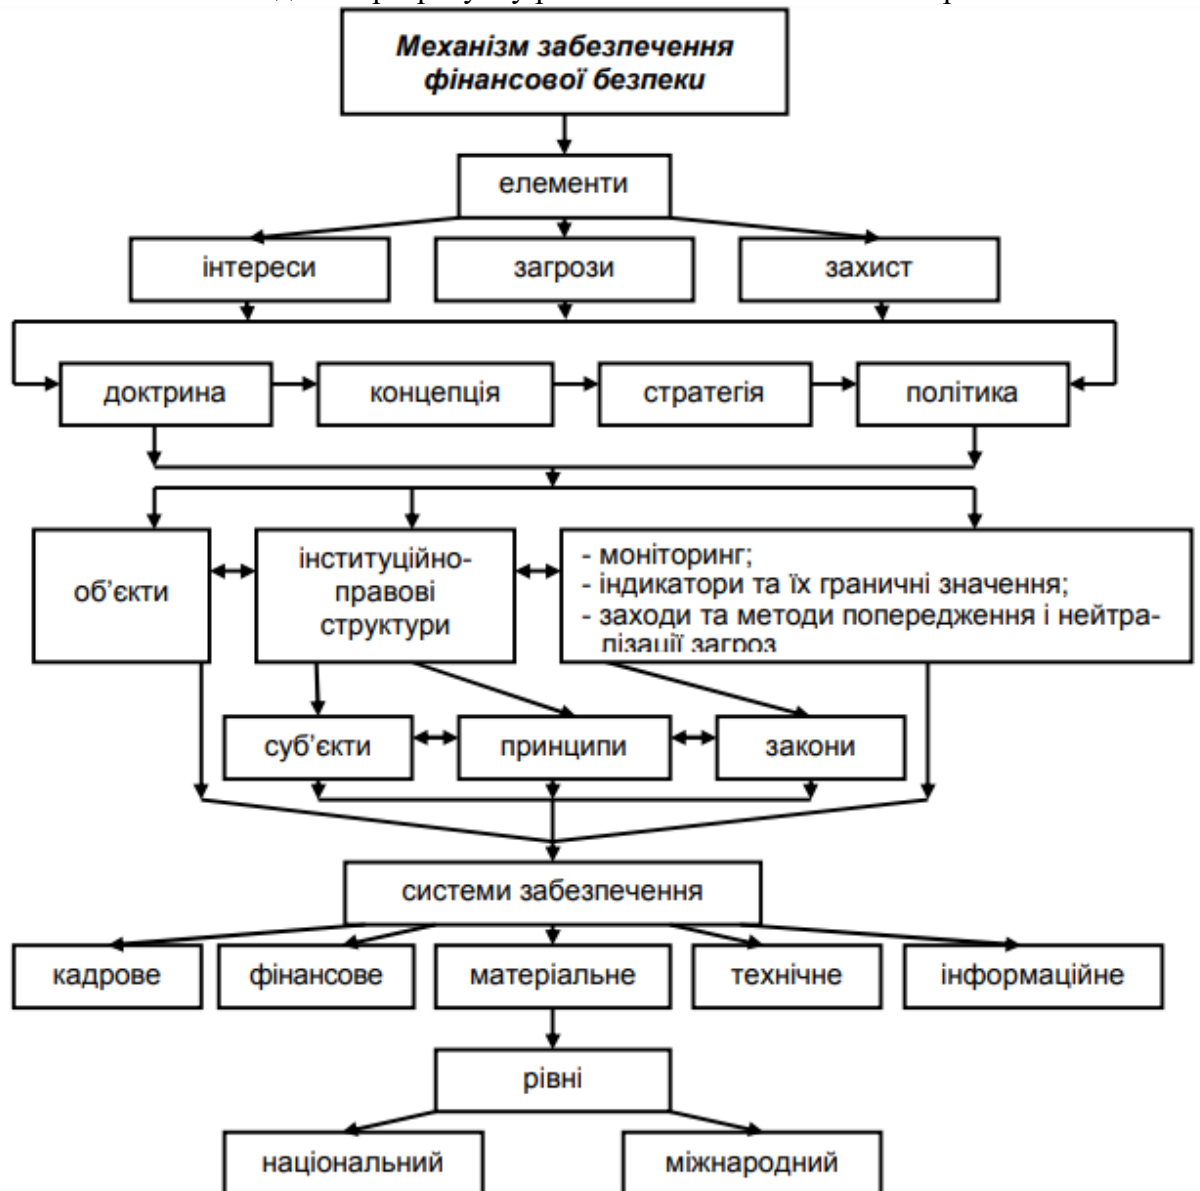 Механізм забезпечення
фінансової безпеки
елементи
інтереси
загрози
захист
доктрина
концепція
стратегія
політика
об’єкти
інституційно-
правові
структури
- моніторинг;
- індикатори та їх граничні значення;
- заходи та методи попередження і нейтра-
лізації загроз
суб’єкти
принципи
закони
системи забезпечення
кадрове
фінансове
матеріальне
технічне
інформаційне
рівні
національний
міжнародний